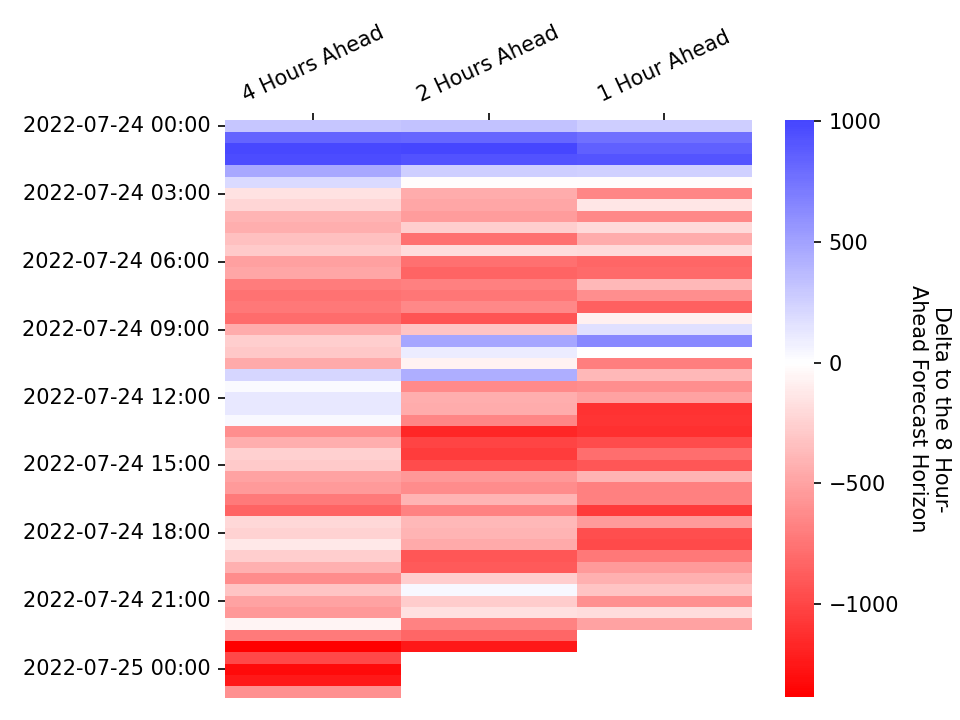 4 Hours Ahead
2 Hours Ahead
1 Hour Ahead
2022-07-24 00:00
2022-07-24 03:00
2022-07-24 06:00
2022-07-24 09:00
2022-07-24 12:00
2022-07-24 15:00
2022-07-24 18:00
2022-07-24 21:00
2022-07-25 00:00
1000
500
0
−500
−1000
Delta to the 8 Hour-
Ahead Forecast Horizon